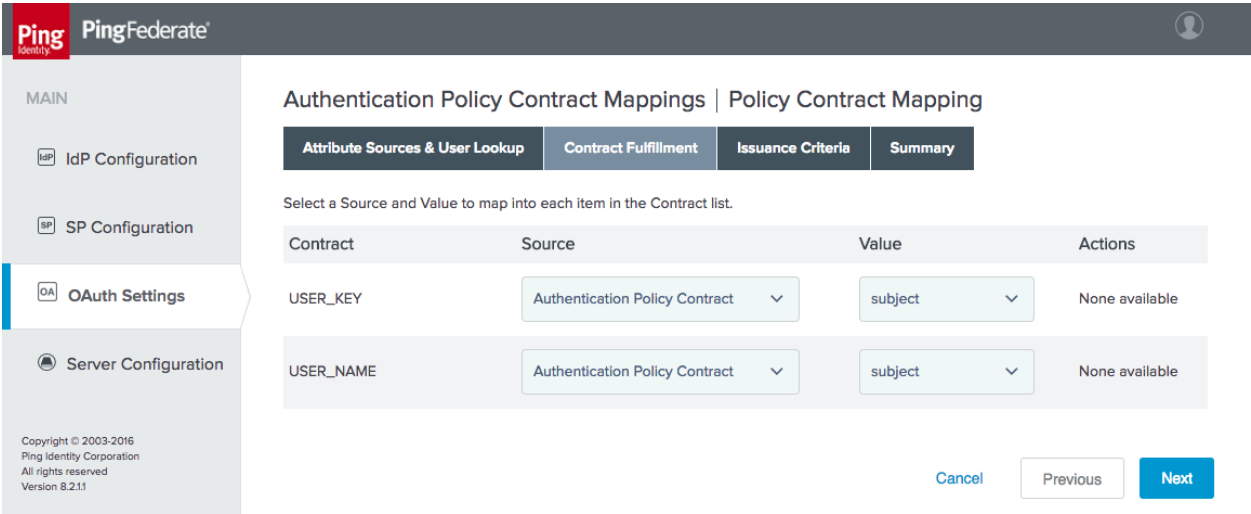 Ping
Identity.
PingFederate®
MAIN
IdP IdP Configuration
SP SP Configuration
OA OAuth Settings
Server Configuration
Copyright © 2003-2016
Ping Identity Corporation
All rights reserved
Version 8.2.1.1
Authentication Policy Contract Mappings | Policy Contract Mapping
Attribute Sources & User Lookup Contract Fulfillment Issuance Criteria Summary
Select a Source and Value to map into each item in the Contract list.
Contract Source Value Actions
USER_KEY Authentication Policy Contract subject None available
USER_NAME Authentication Policy Contract subject None available
Cancel Previous Next